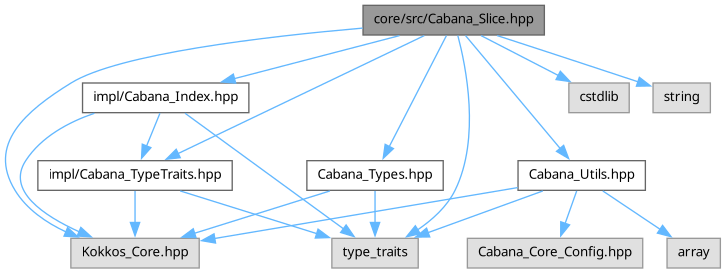 core/src/Cabana_Slice.hpp
impl/Cabana_Index.hpp
cstdlib
string
impl/Cabana_TypeTraits.hpp
Cabana_Types.hpp
Cabana_Utils.hpp
Kokkos_Core.hpp
type_traits
Cabana_Core_Config.hpp
array